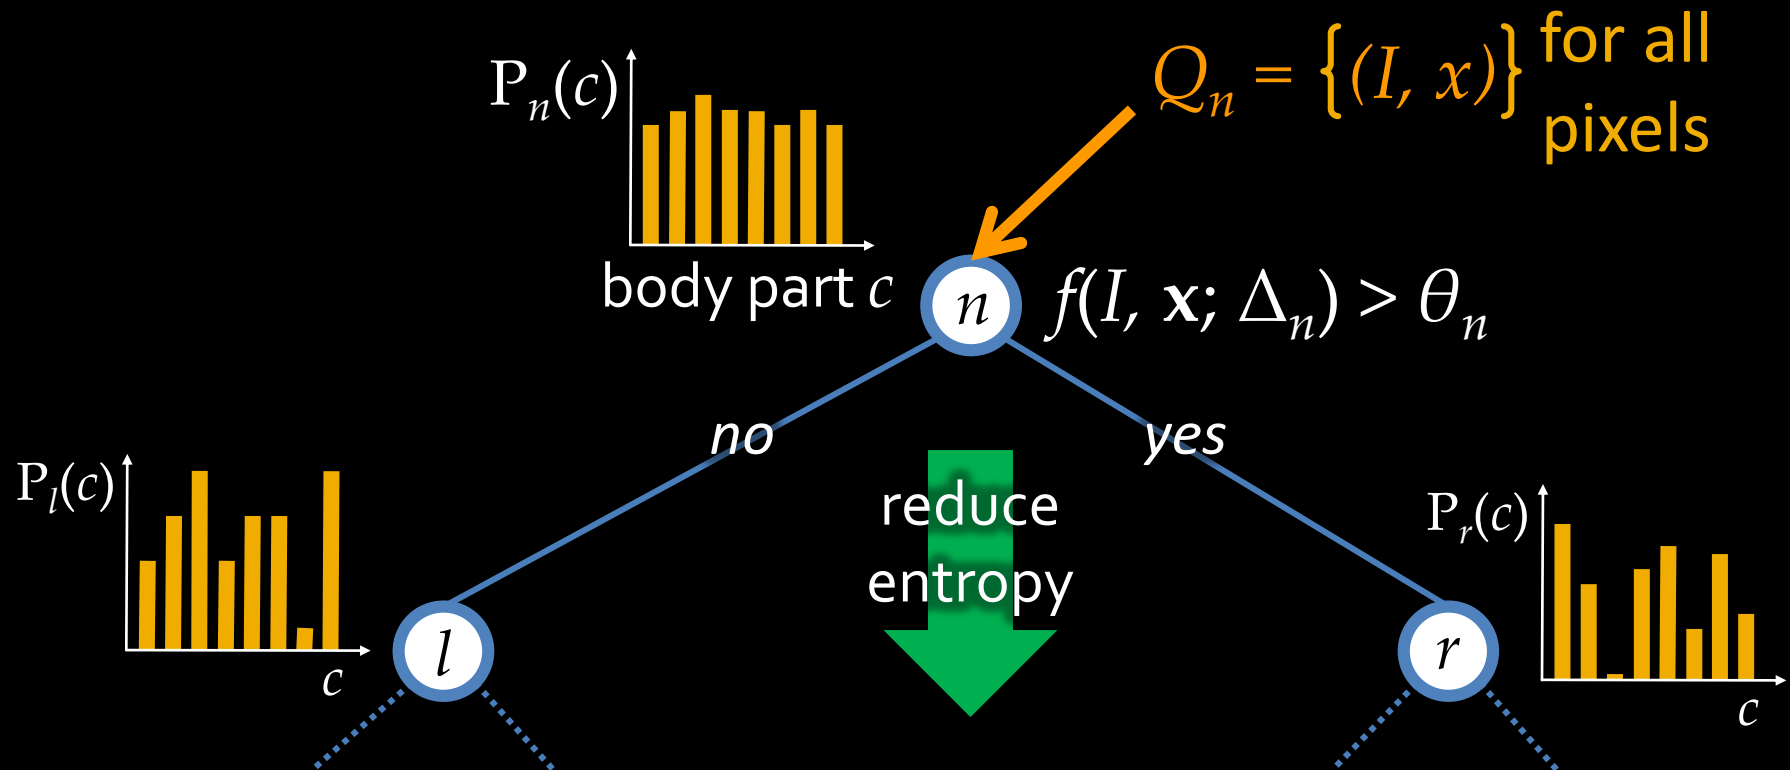 Pₙ(c)
Qₙ = {(I, x)} for all
pixels
body part c
n
f(I, x; Δₙ) > θₙ
no
yes
Pₗ(c)
reduce
entropy
Pᵣ(c)
l
r
c
c